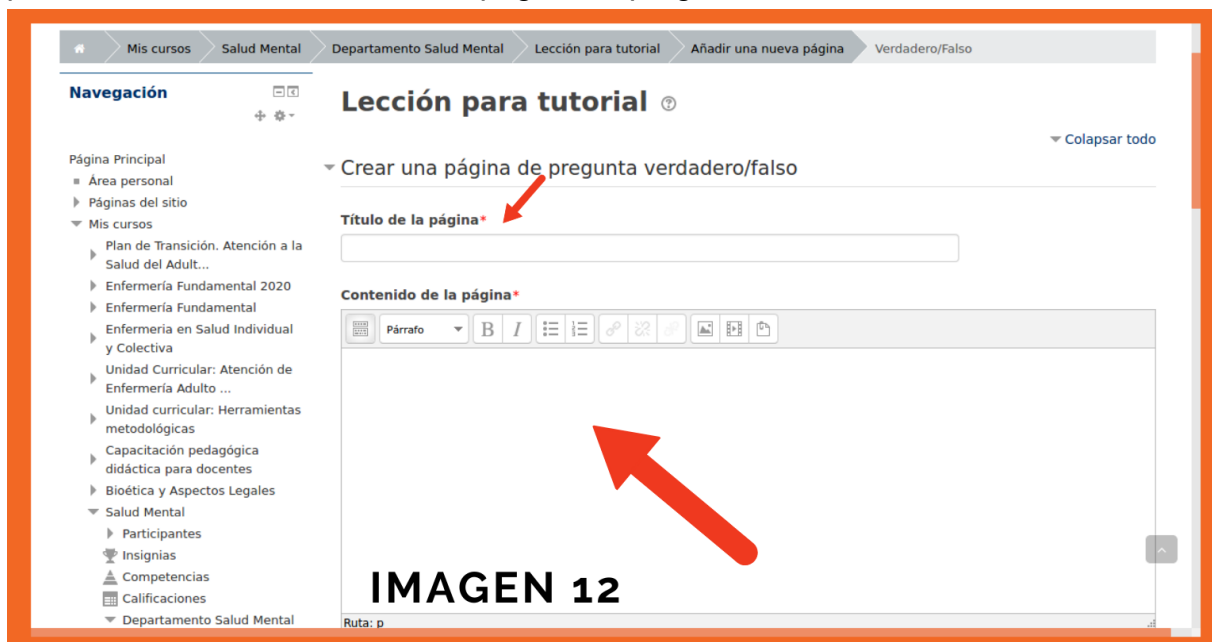 Mis cursos Salud Mental Departamento Salud Mental Lección para tutorial Añadir una nueva página Verdadero/Falso
Navegación
Página Principal
Área personal
Páginas del sitio
Mis cursos
Plan de Transición. Atención a la
Salud del Adult...
Enfermería Fundamental 2020
Enfermería Fundamental
Enfermeria en Salud Individual
y Colectiva
Unidad Curricular: Atención de
Enfermería Adulto ...
Unidad curricular: Herramientas
metodológicas
Capacitación pedagógica
didáctica para docentes
Bioética y Aspectos Legales
Salud Mental
Participantes
Insignias
Competencias
Calificaciones
Departamento Salud Mental
Lección para tutorial
Colapsar todo
Crear una página de pregunta verdadero/falso
Título de la página*
Contenido de la página*
Párrafo B I
IMAGEN 12
Ruta: p